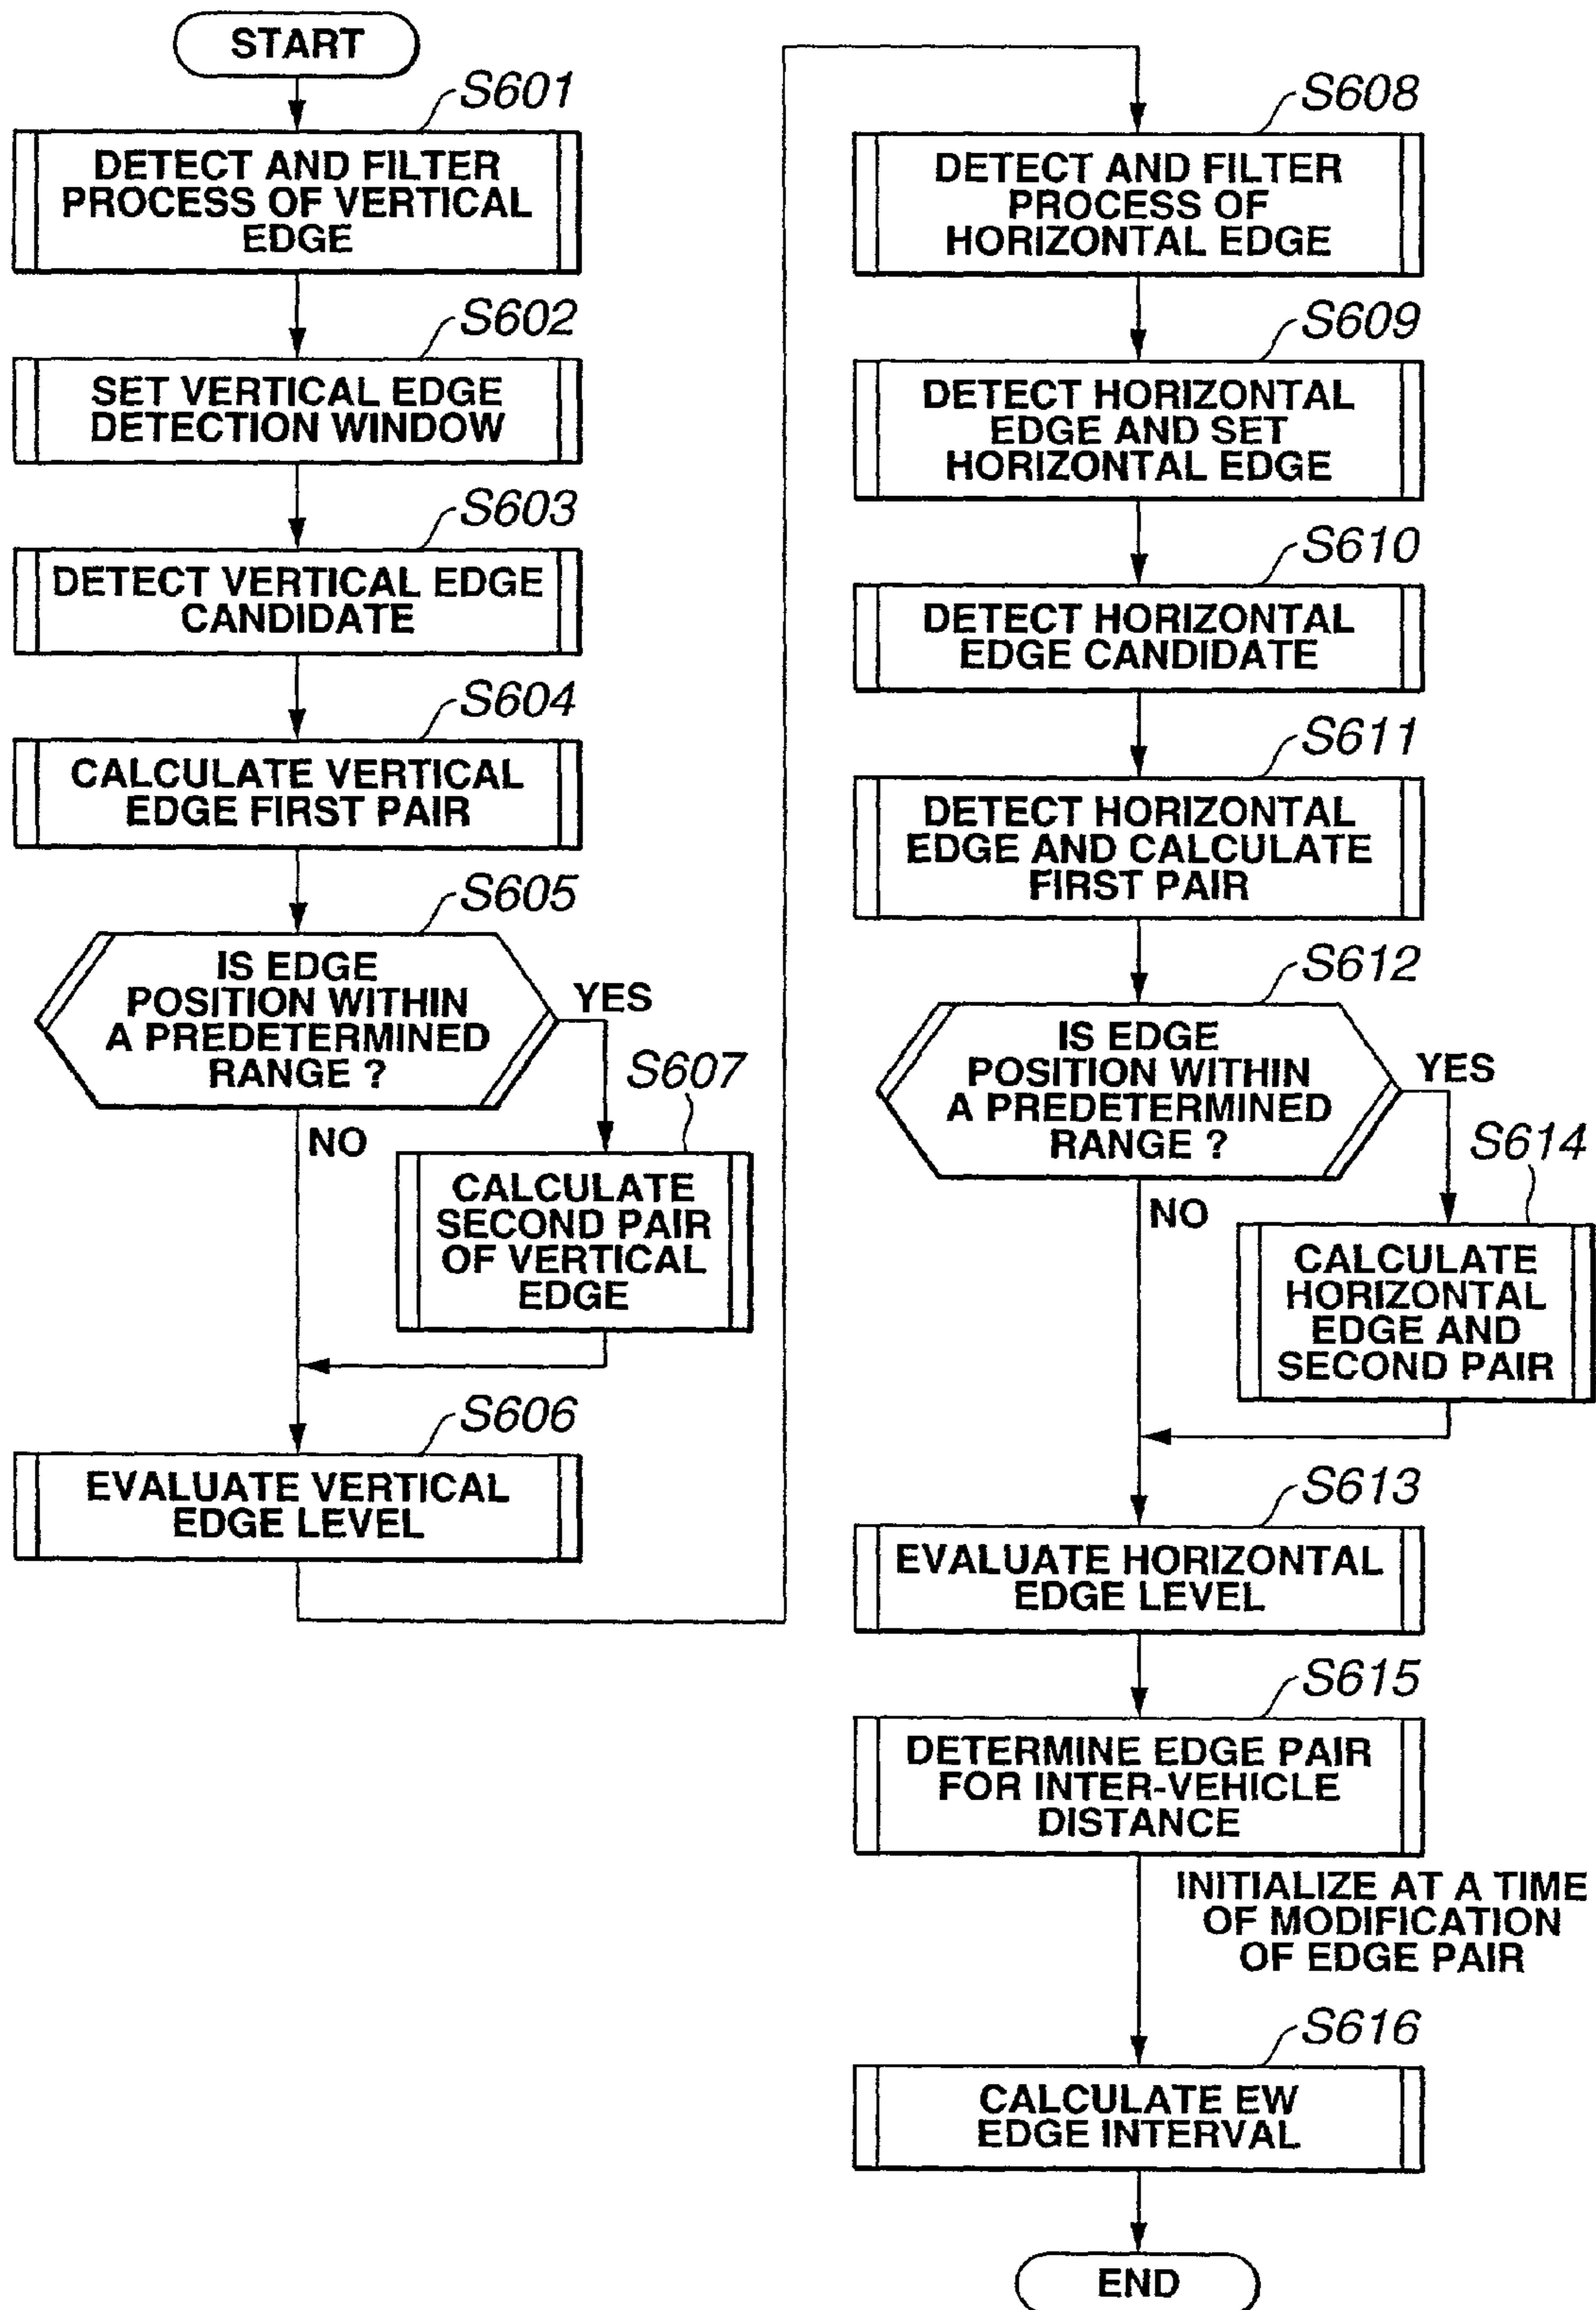 START
S601
DETECT AND FILTER
PROCESS OF VERTICAL
EDGE
S602
SET VERTICAL EDGE
DETECTION WINDOW
S603
DETECT VERTICAL EDGE
CANDIDATE
S604
CALCULATE VERTICAL
EDGE FIRST PAIR
S605
IS EDGE
POSITION WITHIN
A PREDETERMINED
RANGE ?
YES
NO
S607
CALCULATE
SECOND PAIR
OF VERTICAL
EDGE
S606
EVALUATE VERTICAL
EDGE LEVEL
S608
DETECT AND FILTER
PROCESS OF
HORIZONTAL EDGE
S609
DETECT HORIZONTAL
EDGE AND SET
HORIZONTAL EDGE
S610
DETECT HORIZONTAL
EDGE CANDIDATE
S611
DETECT HORIZONTAL
EDGE AND CALCULATE
FIRST PAIR
S612
IS EDGE
POSITION WITHIN
A PREDETERMINED
RANGE ?
YES
NO
S614
CALCULATE
HORIZONTAL
EDGE AND
SECOND PAIR
S613
EVALUATE HORIZONTAL
EDGE LEVEL
S615
DETERMINE EDGE PAIR
FOR INTER-VEHICLE
DISTANCE
INITIALIZE AT A TIME
OF MODIFICATION
OF EDGE PAIR
S616
CALCULATE EW
EDGE INTERVAL
END